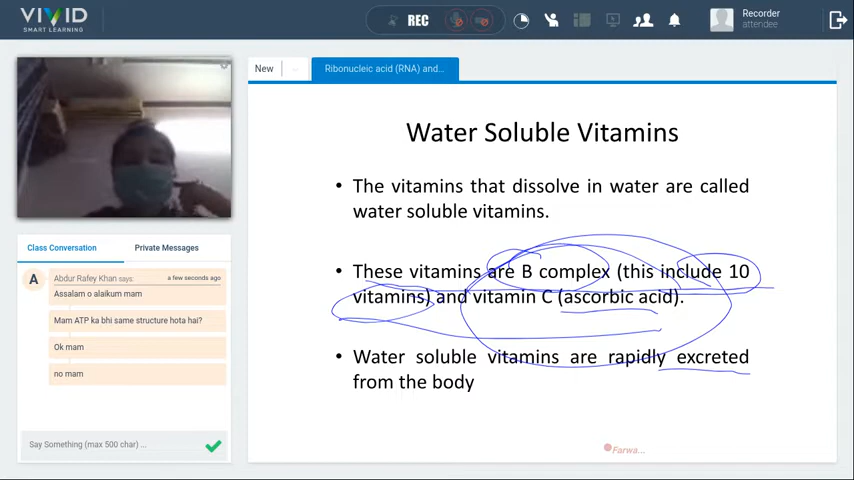 VIVID
SMART LEARNING
REC
Recorder
attendee
New ...
Ribonucleic acid (RNA) and...
Water Soluble Vitamins
• The vitamins that dissolve in water are called
water soluble vitamins.
• These vitamins are B complex (this include 10
vitamins) and vitamin C (ascorbic acid).
• Water soluble vitamins are rapidly excreted
from the body
Farwa...
Class Conversation
Private Messages
A
Abdur Rafey Khan says:
a few seconds ago
Assalam o alaikum mam
Mam ATP ka bhi same structure hota hai?
Ok mam
no mam
Say Something (max 500 char) ...